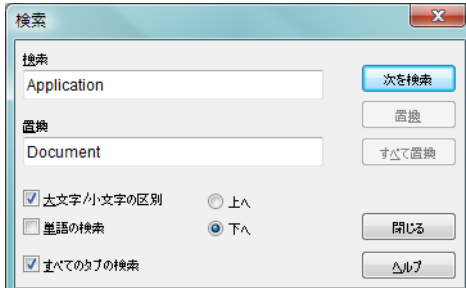 検索
検索
Application
次を検索
置換
置換
Document
すべて置換
大文字/小文字の区別
上へ
単語の検索
下へ
閉じる
すべてのタブの検索
ヘルプ